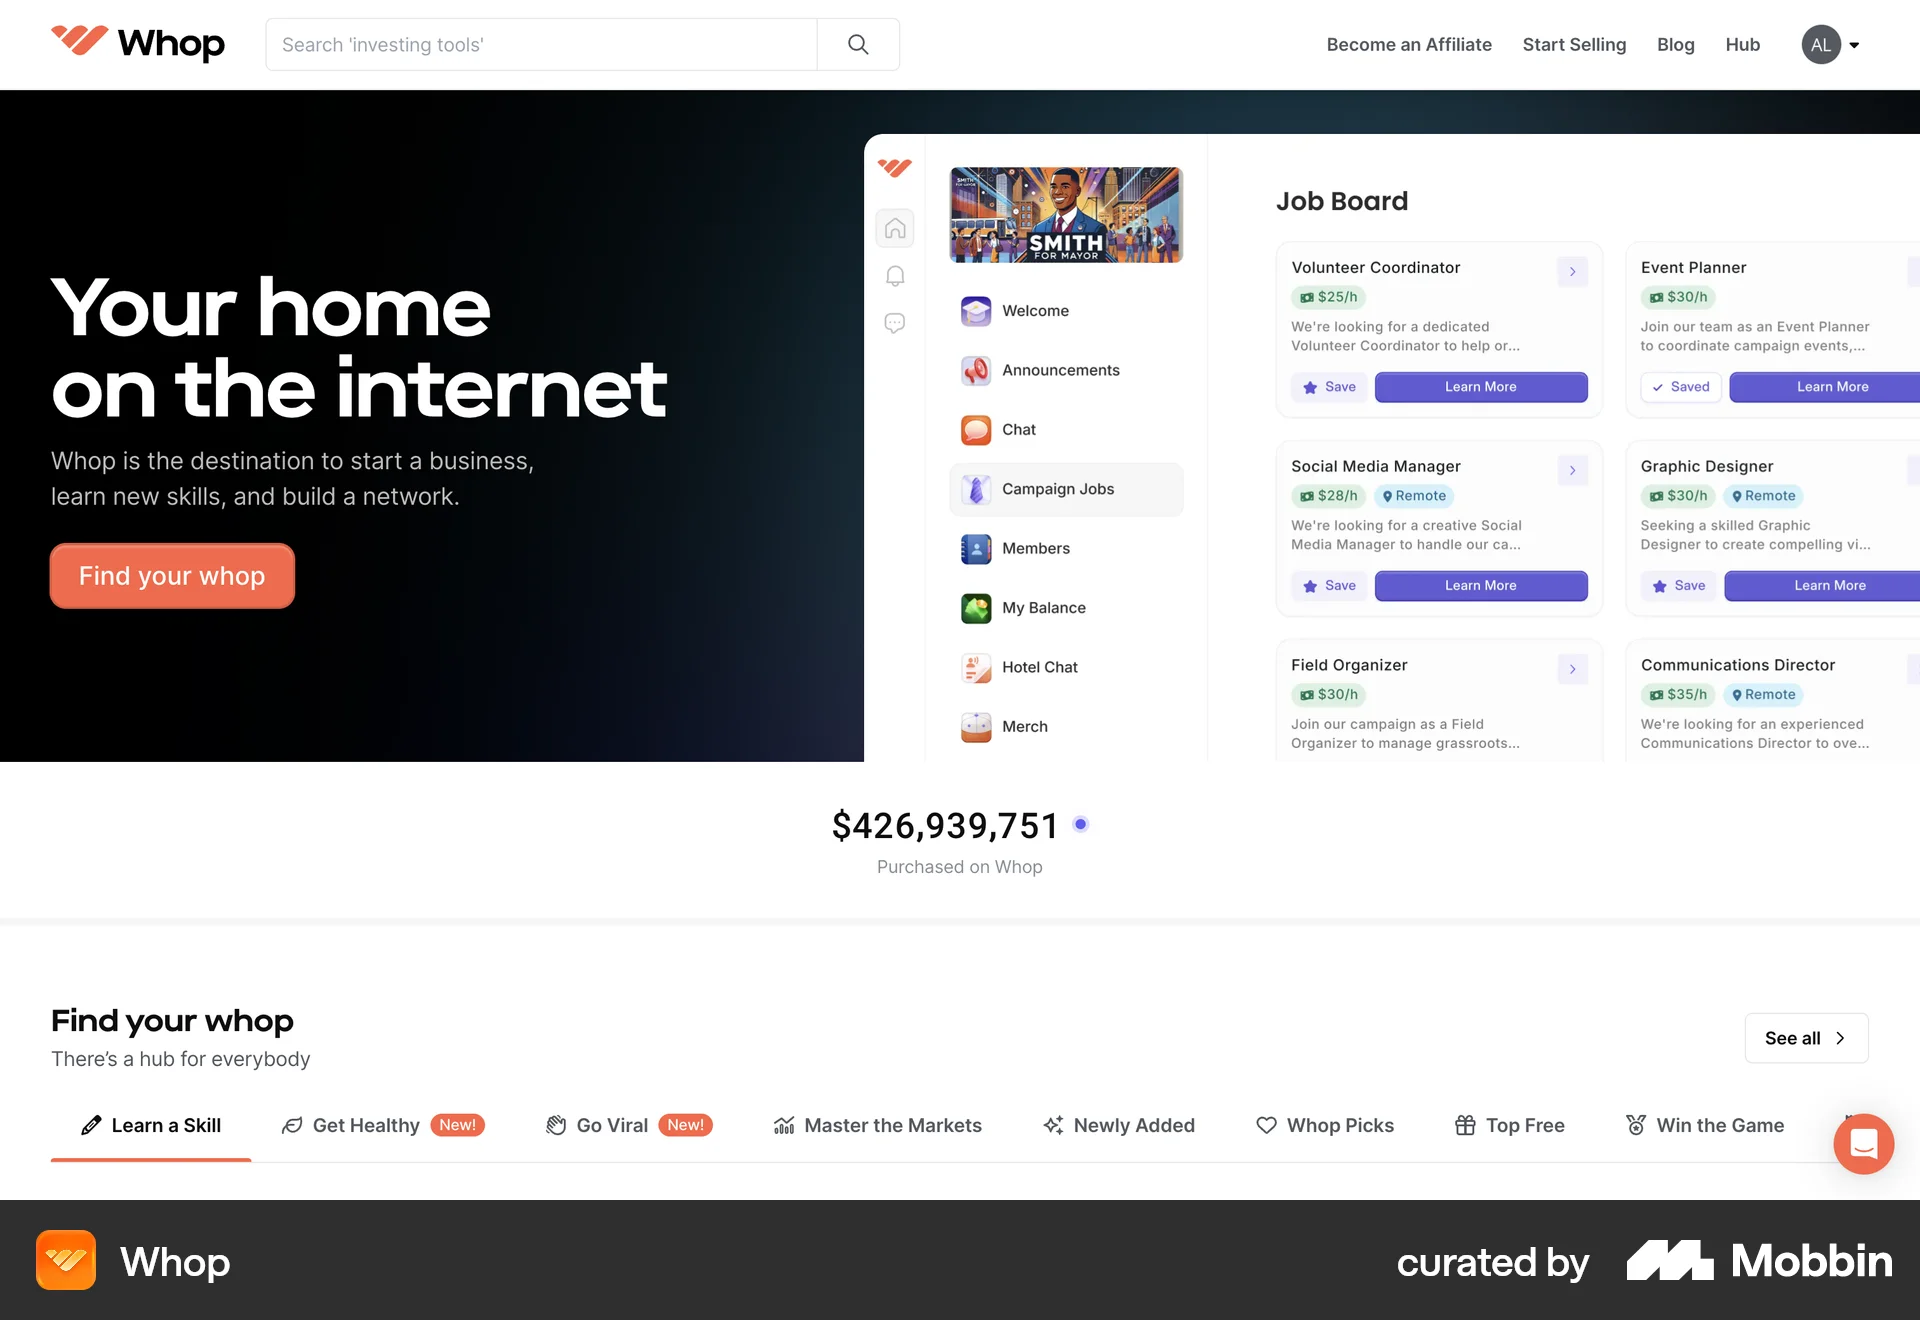 Whop
Search 'investing tools'
Become an Affiliate
Start Selling
Blog
Hub
AL
Your home
on the internet
Whop is the destination to start a business,
learn new skills, and build a network.
Find your whop
SMITH
FOR MAYOR
SMITH
FOR MAYOR
Welcome
Announcements
Chat
Campaign Jobs
Members
My Balance
Hotel Chat
Merch
Job Board
Volunteer Coordinator
$25/h
We're looking for a dedicated
Volunteer Coordinator to help or...
Save
Learn More
Event Planner
$30/h
Join our team as an Event Planner
to coordinate campaign events,...
Saved
Learn More
Social Media Manager
$28/h
Remote
We're looking for a creative Social
Media Manager to handle our ca...
Save
Learn More
Graphic Designer
$30/h
Remote
Seeking a skilled Graphic
Designer to create compelling vi...
Save
Learn More
Field Organizer
$30/h
Join our campaign as a Field
Organizer to manage grassroots...
Communications Director
$35/h
Remote
We're looking for an experienced
Communications Director to ove...
$426,939,751
Purchased on Whop
Find your whop
There's a hub for everybody
See all
Learn a Skill
Get Healthy
New!
Go Viral
New!
Master the Markets
Newly Added
Whop Picks
Top Free
Win the Game
Whop
curated by
Mobbin